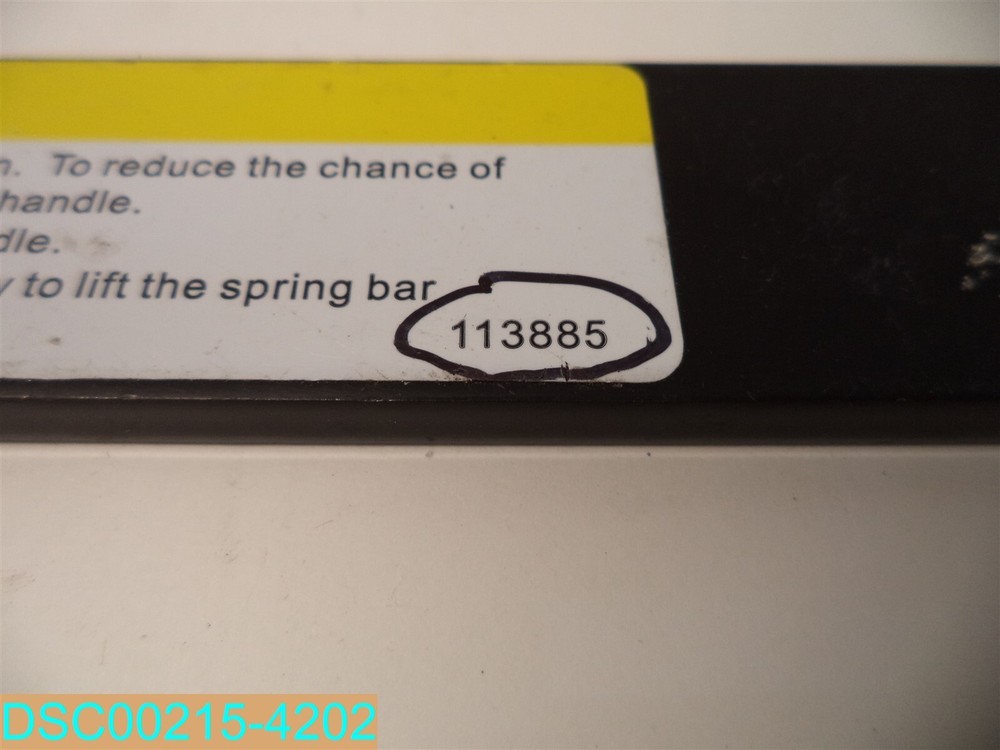 . To reduce the chance of
handle.
dle.
to lift the spring bar
113885
DSC00215-4202